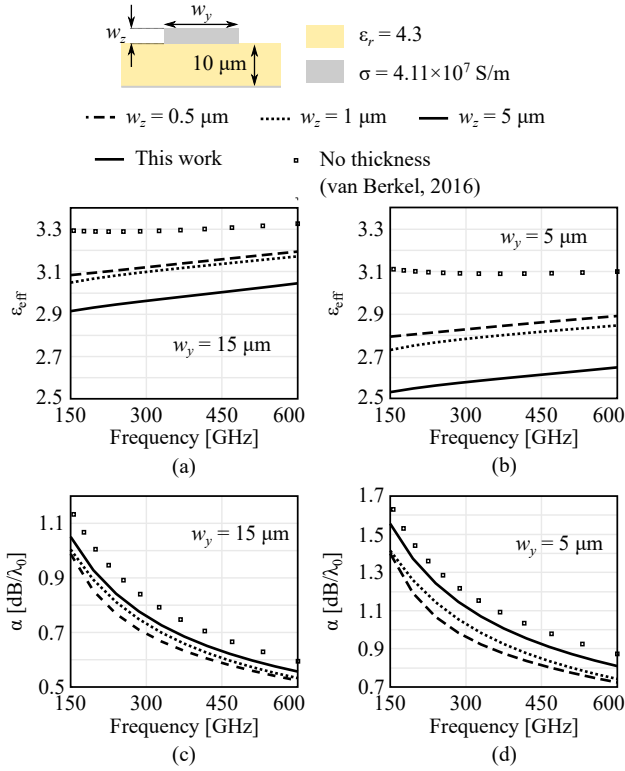 w_y
w_z
10 μm
ε_r = 4.3
σ = 4.11×10⁷ S/m
w_z = 0.5 μm
w_z = 1 μm
w_z = 5 μm
This work
No thickness
(van Berkel, 2016)
3.3
3.1
2.9
2.7
2.5
ε_eff
w_y = 15 μm
150
300
450
600
Frequency [GHz]
(a)
3.3
3.1
2.9
2.7
2.5
ε_eff
w_y = 5 μm
150
300
450
600
Frequency [GHz]
(b)
1.1
0.9
0.7
0.5
α [dB/λ₀]
w_y = 15 μm
150
300
450
600
Frequency [GHz]
(c)
1.7
1.5
1.3
1.1
0.9
0.7
α [dB/λ₀]
w_y = 5 μm
150
300
450
600
Frequency [GHz]
(d)